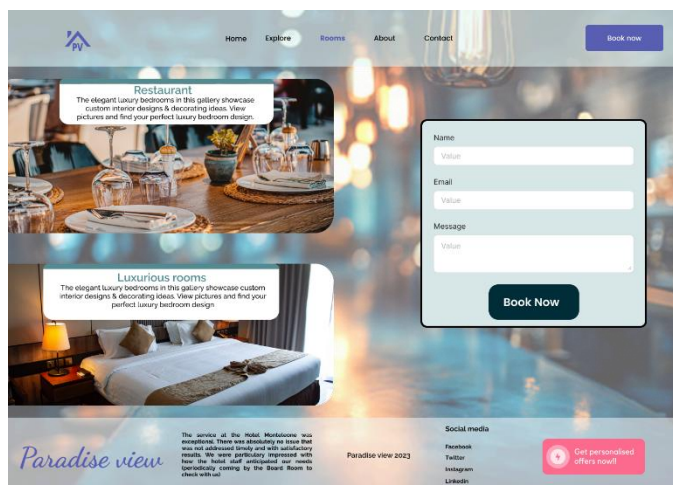 PV
Home Explore Rooms About Contact
Book now
Restaurant
The elegant luxury bedrooms in this gallery showcase
custom interior designs & decorating ideas. View
pictures and find your perfect luxury bedroom design.
Name
Value
Email
Value
Message
Value
Book Now
Luxurious rooms
The elegant luxury bedrooms in this gallery showcase custom
interior designs & decorating ideas. View pictures and find your
perfect luxury bedroom design
Paradise view
The service at the Hotel Monteleone was
exceptional. There was absolutely no issue that
was not addressed timely and with satisfactory
results. We were particulary impressed with
how the hotel staff anticipated our needs
(periodically coming by the Board Room to
check with us)
Paradise view 2023
Social media
Facebook
Twitter
Instagram
Linkedin
Get personalised
offers now!!